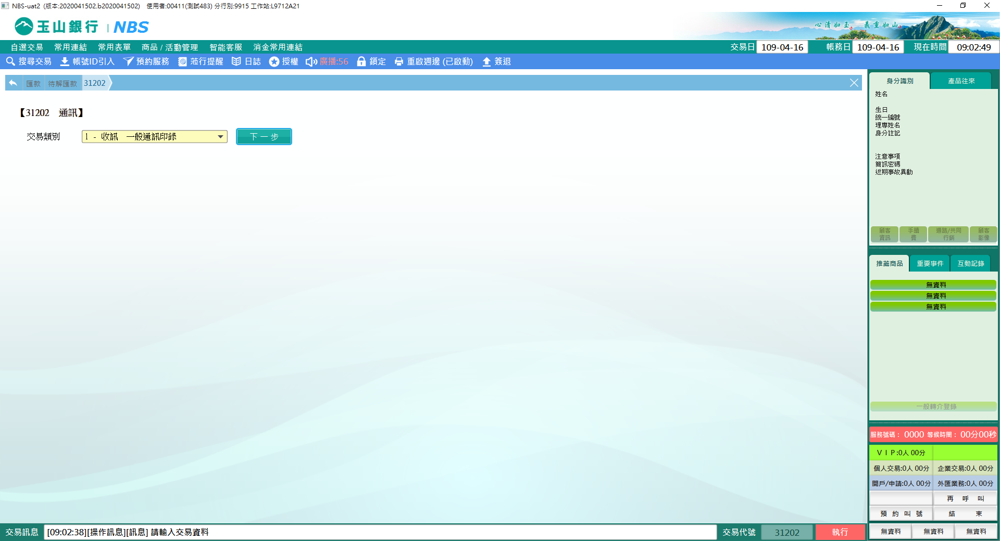 NBS-uat2 (版本:2020041502.b2020041502) 使用者:00411(測試483) 分行別:9915 工作站:L9712A21
玉山銀行 | NBS
心清如玉 義重如山
自選交易 常用連結 常用表單 商品 / 活動管理 智能客服 消金常用連結 交易日 109-04-16 帳務日 109-04-16 現在時間 09:02:49
搜尋交易 帳號ID引入 預約服務 蒞行提醒 日誌 授權 廣播:56 鎖定 重啟週邊 (已啟動) 簽退
匯款 待解匯款 31202
【31202 通訊】
交易類別 1 - 收訊 一般通訊印錄 下一步
身分識別 產品往來
姓名
生日
統一編號
理專姓名
身分註記
注意事項
簡訊密碼
近期事故異動
顧客資訊 手續費 通路/共同行銷 顧客影像
推薦商品 重要事件 互動記錄
無資料
無資料
無資料
一般轉介登錄
服務號碼: 0000 等候時間: 00分00秒
VIP:0人 00分
個人交易:0人 00分 企業交易:0人 00分
開戶/申請:0人 00分 外匯業務:0人 00分
再呼叫
預約叫號 結束
無資料 無資料 無資料
交易訊息 [09:02:38][操作訊息][訊息] 請輸入交易資料 交易代號 31202 執行